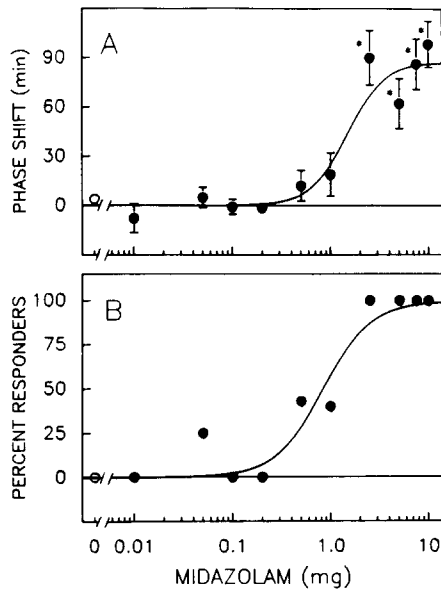 A
PHASE SHIFT (min)
90
60
30
0
*
*
*
*
B
PERCENT RESPONDERS
100
75
50
25
0
0 0.01 0.1 1.0 10
MIDAZOLAM (mg)